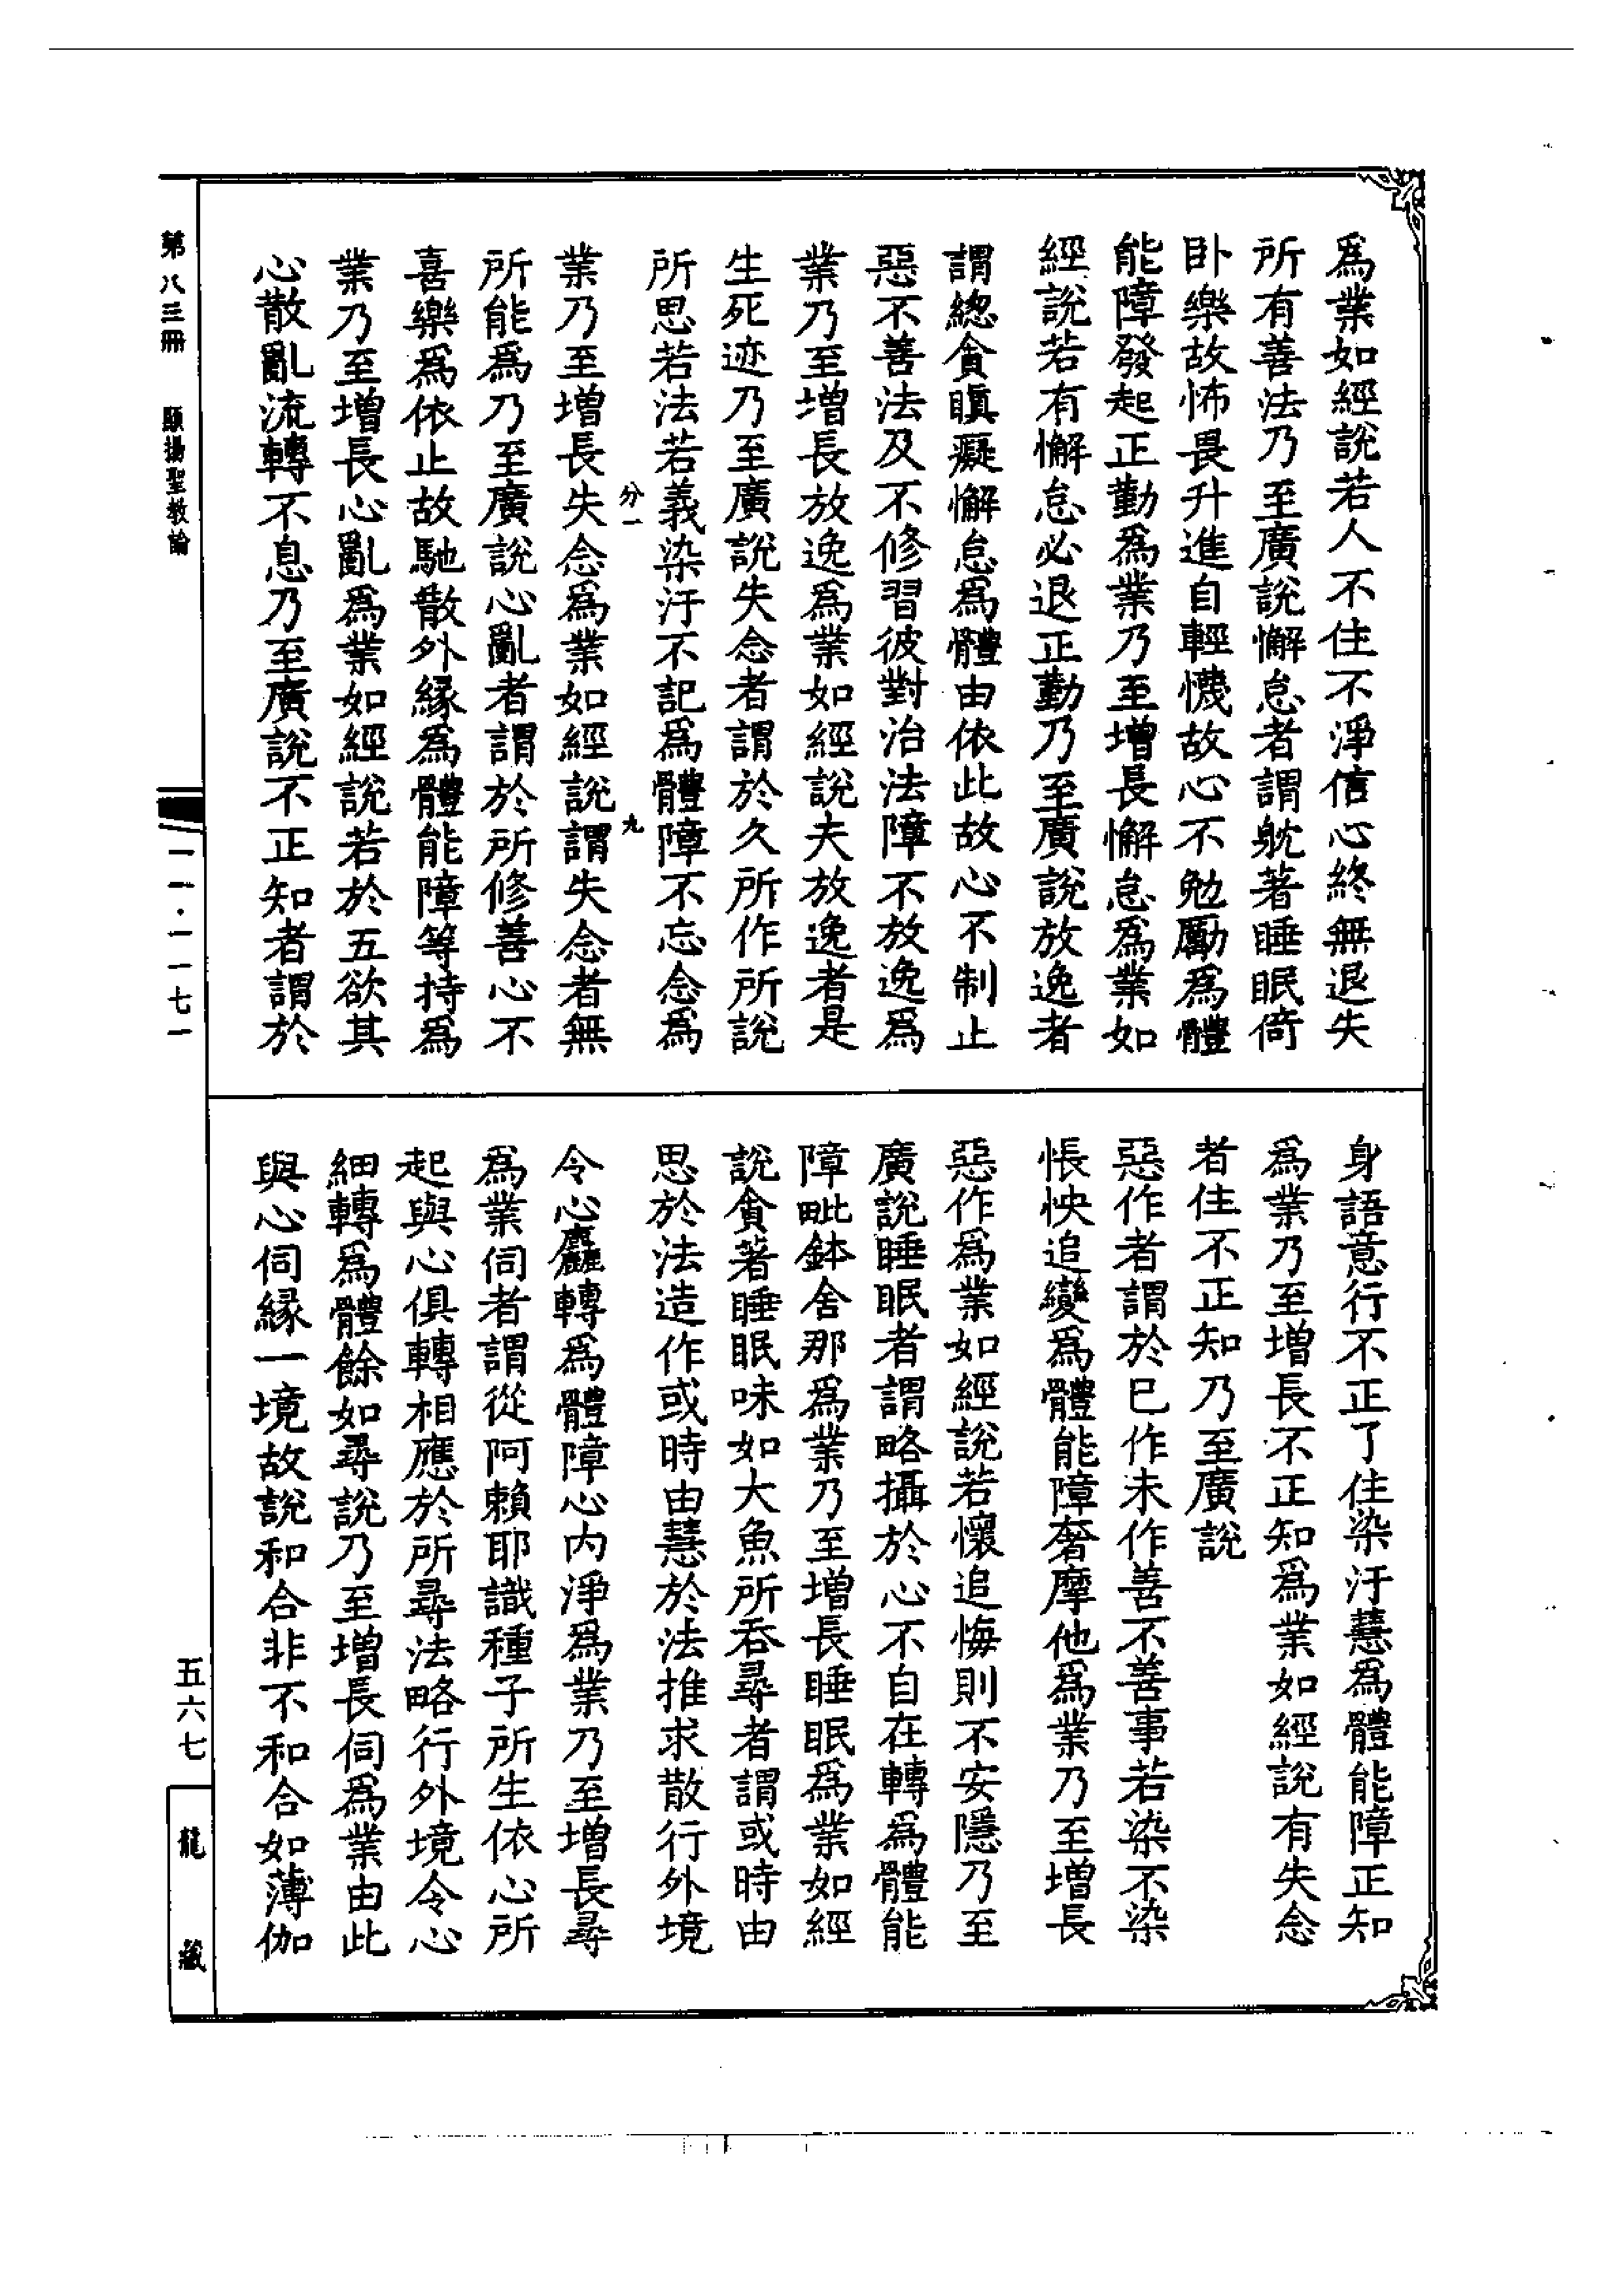 爲業如經說若人不住不淨信心終無退失
所有善法乃至廣說懈怠者謂躭著睡眠倚
卧樂故怖畏升進自輕懱故心不勉勵爲體
能障發起正勤爲業乃至增長懈怠爲業如
經說若有懈怠必退正勤乃至廣說放逸者
謂緫貪瞋癡懈怠爲體由依此故心不制止
惡不善法及不修習彼對治法障不放逸爲
業乃至增長放逸爲業如經說夫放逸者是
生死迹乃至廣說失念者謂於久所作所說
所思若法若義染汙不記爲體障不忘念爲
分一
九
業乃至增長失念爲業如經說謂失念者無
所能爲乃至廣說心亂者謂於所修善心不
喜樂爲依止故馳散外緣爲體能障等持爲
業乃至增長心亂爲業如經說若於五欲其
心散亂流轉不息乃至廣說不正知者謂於
身語意行不正了住染汙慧爲體能障正知
爲業乃至增長不正知爲業如經說有失念
者住不正知乃至廣說
惡作者謂於已作未作善不善事若染不染
悵怏追變爲體能障奢摩他爲業乃至增長
惡作爲業如經說若懷追悔則不安隱乃至
廣說睡眠者謂略攝於心不自在轉爲體能
障毗鉢舍那爲業乃至增長睡眠爲業如經
說貪著睡眠味如大魚所吞尋者謂或時由
思於法造作或時由慧於法推求散行外境
令心麤轉爲體障心內淨爲業乃至增長尋
爲業伺者謂從阿賴耶識種子所生依心所
起與心俱轉相應於所尋法略行外境令心
細轉爲體餘如尋說乃至增長伺爲業由此
與心伺緣一境故說和合非不和合如薄伽
第八三冊　顯揚聖教論
一一·一一七一
五六七
龍藏